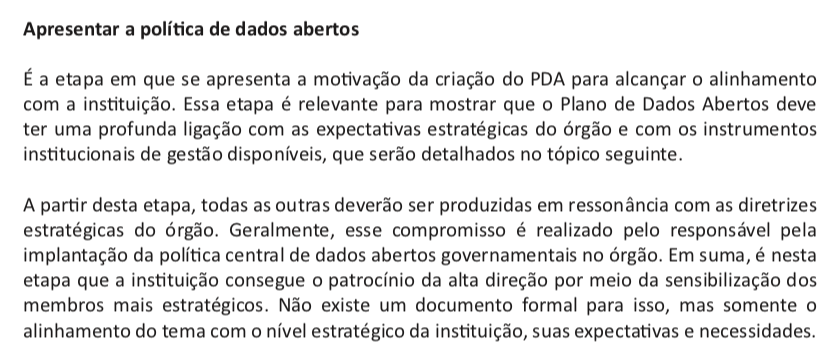 Apresentar a política de dados abertos
É a etapa em que se apresenta a motivação da criação do PDA para alcançar o alinhamento
com a instituição. Essa etapa é relevante para mostrar que o Plano de Dados Abertos deve
ter uma profunda ligação com as expectativas estratégicas do órgão e com os instrumentos
institucionais de gestão disponíveis, que serão detalhados no tópico seguinte.
A partir desta etapa, todas as outras deverão ser produzidas em ressonância com as diretrizes
estratégicas do órgão. Geralmente, esse compromisso é realizado pelo responsável pela
implantação da política central de dados abertos governamentais no órgão. Em suma, é nesta
etapa que a instituição consegue o patrocínio da alta direção por meio da sensibilização dos
membros mais estratégicos. Não existe um documento formal para isso, mas somente o
alinhamento do tema com o nível estratégico da instituição, suas expectativas e necessidades.